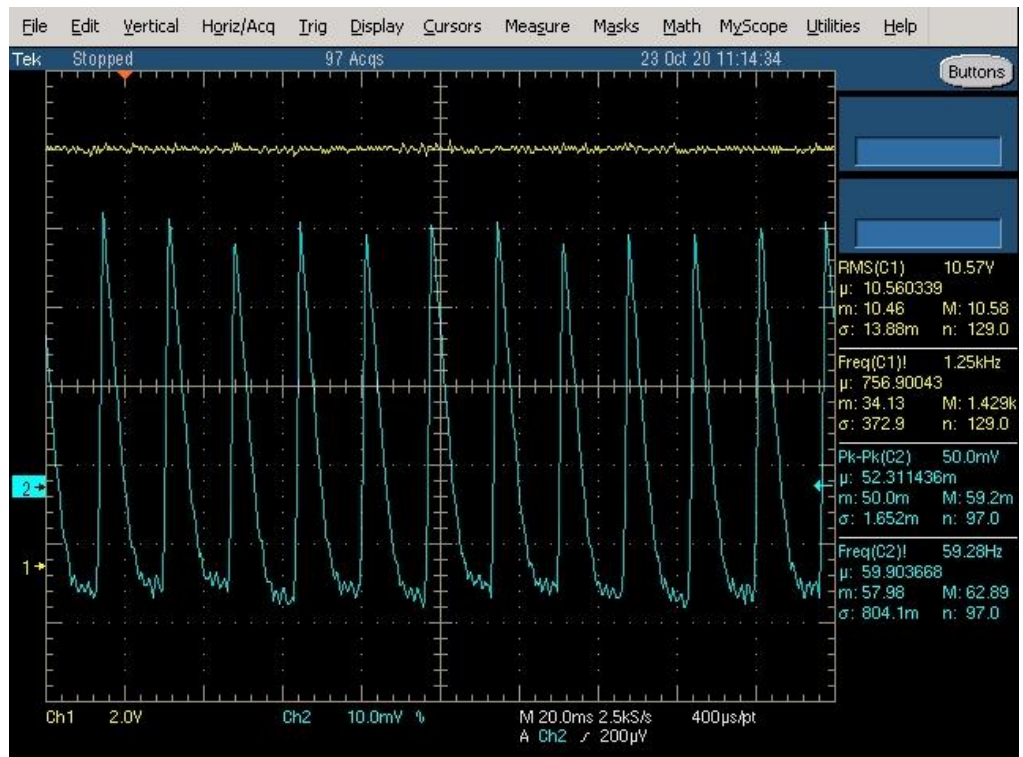 File Edit Vertical Horiz/Acq Trig Display Cursors Measure Masks Math MyScope Utilities Help
Tek Stopped 97 Acqs 23 Oct 20 11:14:34
Buttons
RMS(C1) 10.57V
µ: 10.560339
m: 10.46 M: 10.58
σ: 13.88m n: 129.0
Freq(C1)! 1.25kHz
µ: 756.90043
m: 34.13 M: 1.429k
σ: 372.9 n: 129.0
Pk-Pk(C2) 50.0mV
µ: 52.311436m
m: 50.0m M: 59.2m
σ: 1.652m n: 97.0
Freq(C2)! 59.28Hz
µ: 59.903668
m: 57.98 M: 62.89
σ: 804.1m n: 97.0
2
1
Ch1 2.0V Ch2 10.0mV M 20.0ms 2.5kS/s 400µs/pt
A Ch2 200µV